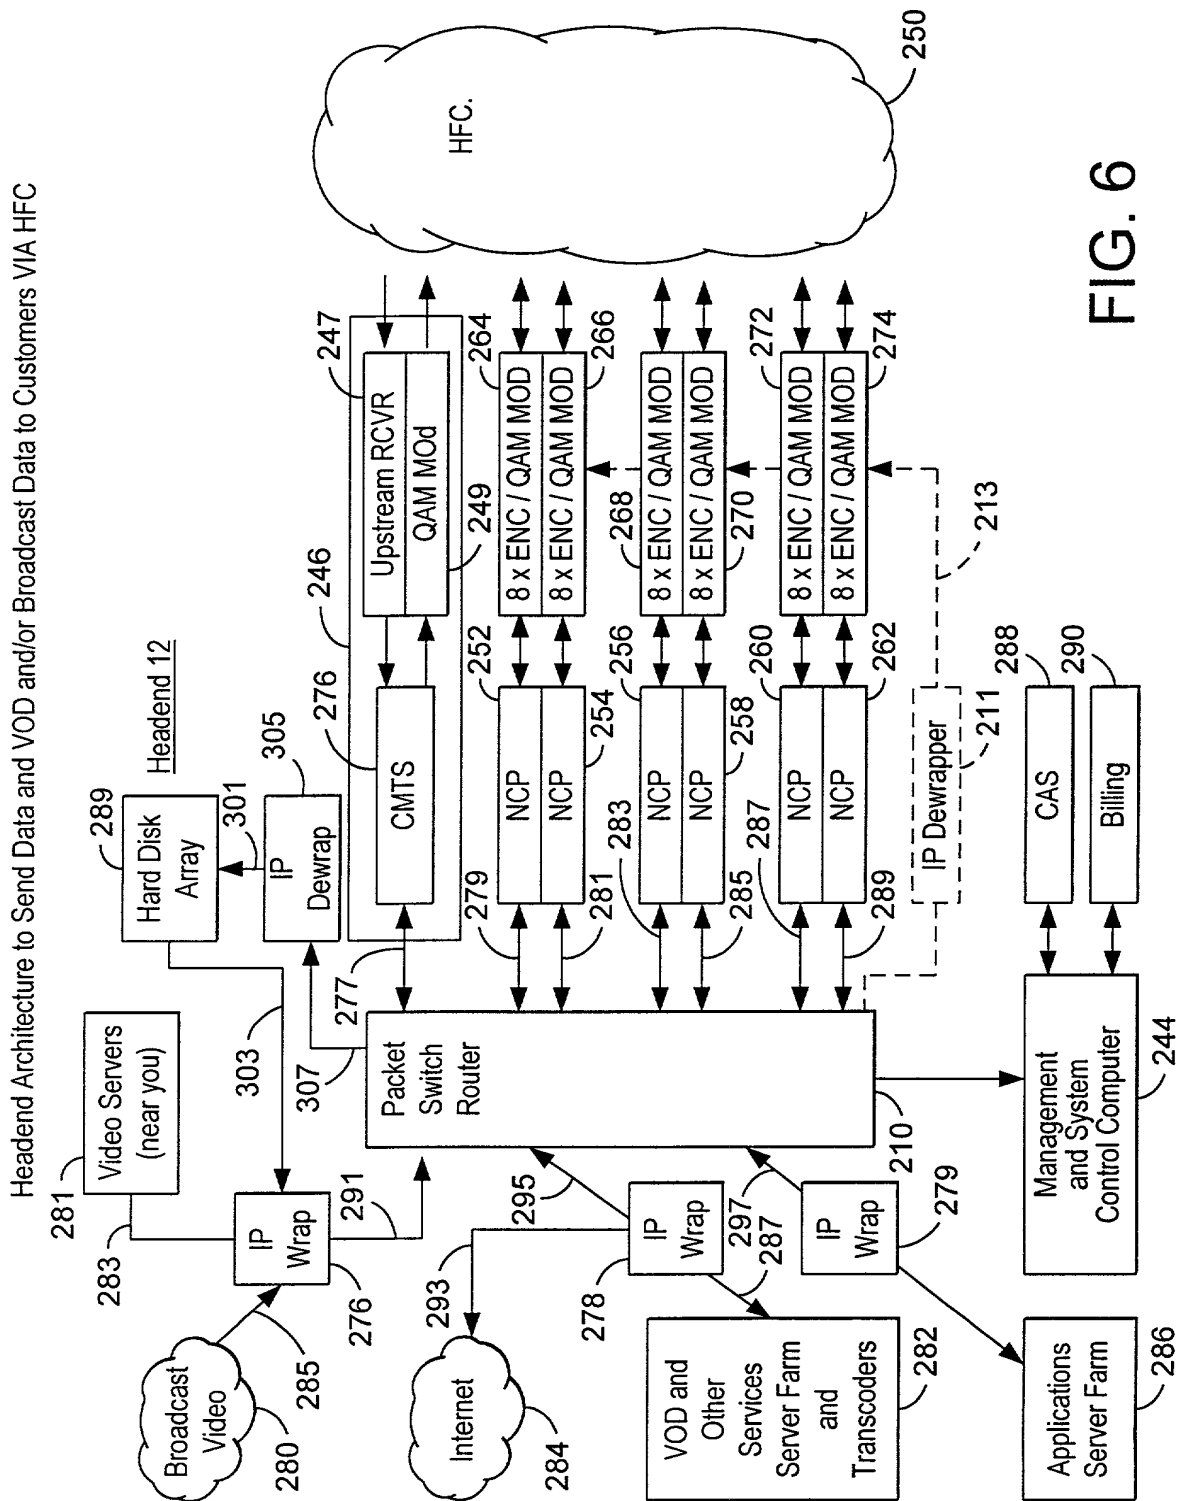 Headend Architecture to Send Data and VOD and/or Broadcast Data to Customers VIA HFC
Headend 12
281
Video Servers
(near you)
283
289
Hard Disk
Array
301
303
305
IP
Dewrap
307
Broadcast
Video
280
285
IP
Wrap
276
291
246
276
CMTS
277
247
Upstream RCVR
QAM MOd
249
HFC.
250
Packet
Switch
Router
210
279
252
NCP
NCP
254
281
264
8 x ENC / QAM MOD
8 x ENC / QAM MOD
266
283
256
NCP
NCP
258
285
268
8 x ENC / QAM MOD
8 x ENC / QAM MOD
270
287
260
NCP
NCP
262
289
272
8 x ENC / QAM MOD
8 x ENC / QAM MOD
274
IP Dewrapper
211
213
Internet
284
293
295
IP
Wrap
278
287
297
IP
Wrap
279
VOD and
Other
Services
Server Farm
and
Transcoders
282
Applications
Server Farm
286
Management
and System
Control Computer
244
CAS
288
Billing
290
FIG. 6